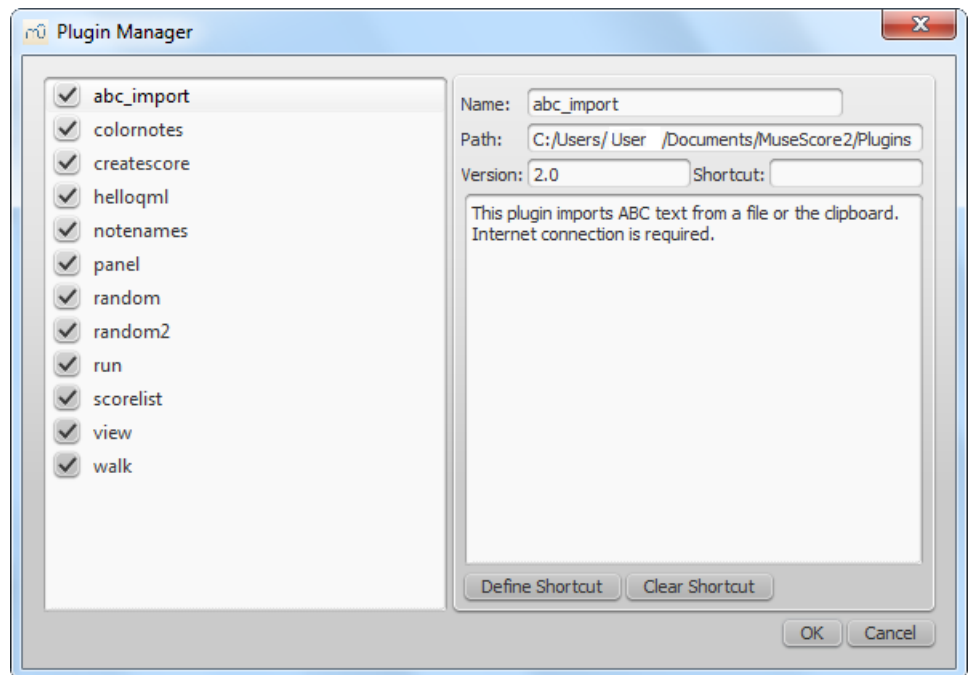 Plugin Manager
abc_import
colornotes
createscore
helloqml
notenames
panel
random
random2
run
scorelist
view
walk
Name: abc_import
Path: C:/Users/ User /Documents/MuseScore2/Plugins
Version: 2.0 Shortcut:
This plugin imports ABC text from a file or the clipboard.
Internet connection is required.
Define Shortcut Clear Shortcut
OK Cancel